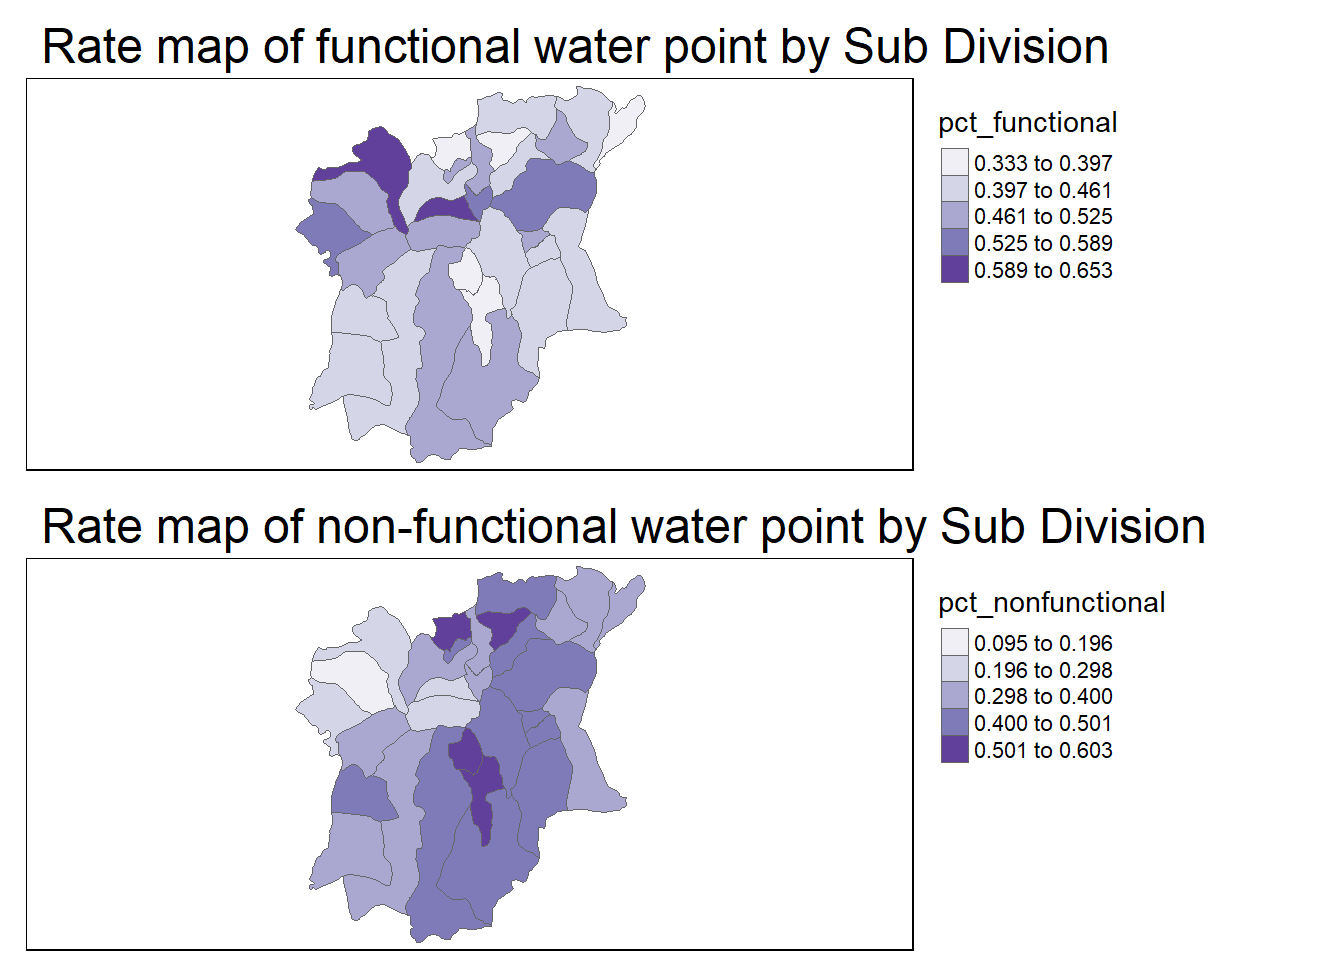 Rate map of functional water point by Sub Division
pct_functional
0.333 to 0.397
0.397 to 0.461
0.461 to 0.525
0.525 to 0.589
0.589 to 0.653
Rate map of non-functional water point by Sub Division
pct_nonfunctional
0.095 to 0.196
0.196 to 0.298
0.298 to 0.400
0.400 to 0.501
0.501 to 0.603